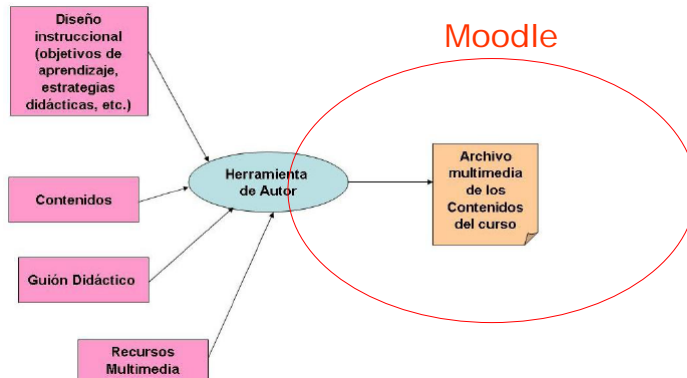 Diseño
instruccional
(objetivos de
aprendizaje,
estrategias
didácticas, etc.)
Moodle
Herramienta
de Autor
Archivo
multimedia
de los
Contenidos
del curso
Contenidos
Guión Didáctico
Recursos
Multimedia